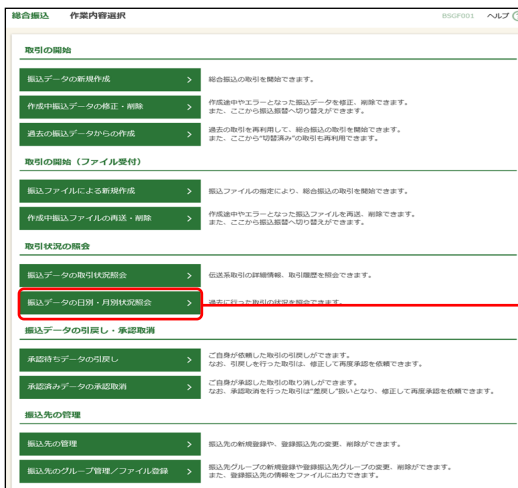 総合振込 作業内容選択 BSGF001 ヘルプ
取引の開始
振込データの新規作成 > 総合振込の取引を開始できます。
作成中振込データの修正・削除 > 作成途中やエラーとなった振込データを修正、削除できます。
また、ここから振込振替へ切り替えができます。
過去の振込データからの作成 > 過去の取引を再利用して、総合振込の取引を開始できます。
また、ここから“切替済み”の取引も再利用できます。
取引の開始（ファイル受付）
振込ファイルによる新規作成 > 振込ファイルの指定により、総合振込の取引を開始できます。
作成中振込ファイルの再送・削除 > 作成途中やエラーとなった振込ファイルを再送、削除できます。
また、ここから振込振替へ切り替えができます。
取引状況の照会
振込データの取引状況照会 > 伝送系取引の詳細情報、取引履歴を照会できます。
振込データの日別・月別状況照会 > 過去に行った取引の状況を照会できます。
振込データの引戻し・承認取消
承認待ちデータの引戻し > ご自身が依頼した取引の引戻しができます。
なお、引戻しを行った取引は、修正して再度承認を依頼できます。
承認済みデータの承認取消 > ご自身が承認した取引の取り消しができます。
なお、承認取消を行った取引は“差戻し”扱いとなり、修正して再度承認を依頼できます。
振込先の管理
振込先の管理 > 振込先の新規登録や、登録振込先の変更、削除ができます。
振込先のグループ管理／ファイル登録 > 振込先グループの新規登録や登録振込先グループの変更、削除ができます。
また、登録振込先の情報をファイルに出力できます。